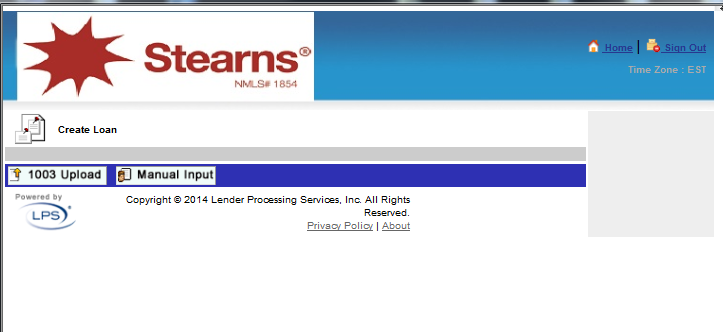 Stearns®
NMLS# 1854
Home | Sign Out
Time Zone : EST
Create Loan
1003 Upload Manual Input
Powered by
LPS®
Copyright © 2014 Lender Processing Services, Inc. All Rights
Reserved.
Privacy Policy | About